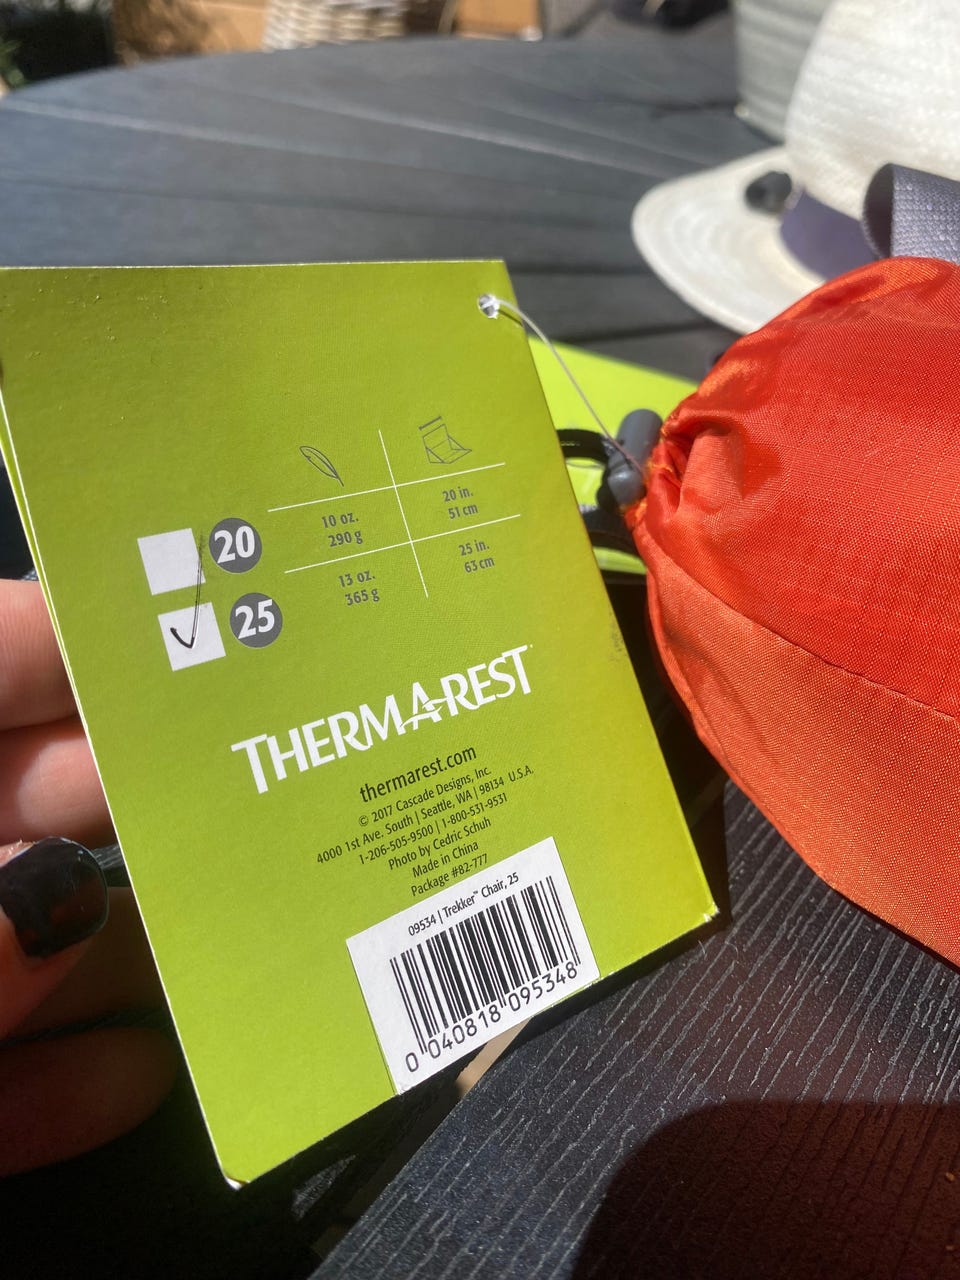 20
10 oz.
290 g
20 in.
51 cm
25
13 oz.
365 g
25 in.
63 cm
THERMAREST
thermarest.com
© 2017 Cascade Designs, Inc.
4000 1st Ave. South | Seattle, WA | 98134 U.S.A.
1-206-505-9500 | 1-800-531-9531
Photo by Cedric Schuh
Made in China
Package #82-777
09534 | Trekker™ Chair, 25
0 040818 095348